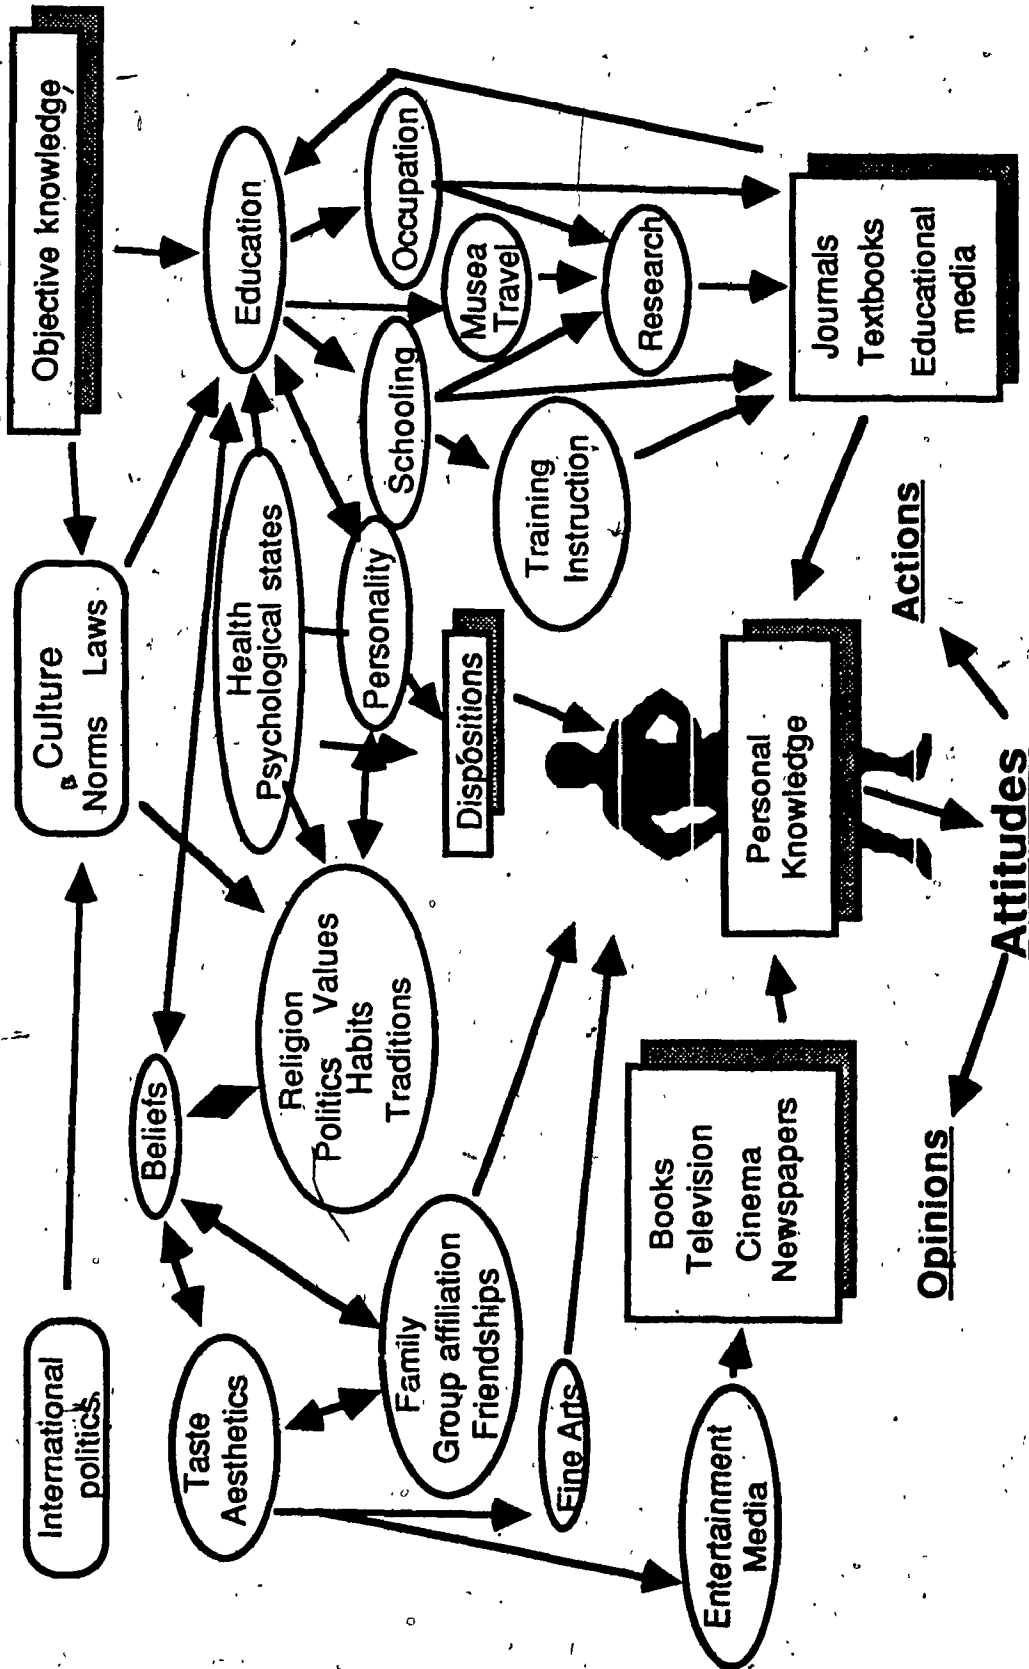 International
politics
Culture
Norms Laws
Objective knowledge
Beliefs
Education
Taste
Aesthetics
Religion
Politics Values
Habits
Traditions
Health
Psychological states
Personality
Schooling
Occupation
Musea
Travel
Family
Group affiliation
Friendships
Dispositions
Training
Instruction
Research
Fine Arts
Entertainment
Media
Books
Television
Cinema
Newspapers
Personal
Knowledge
Journals
Textbooks
Educational
media
Opinions
Attitudes
Actions